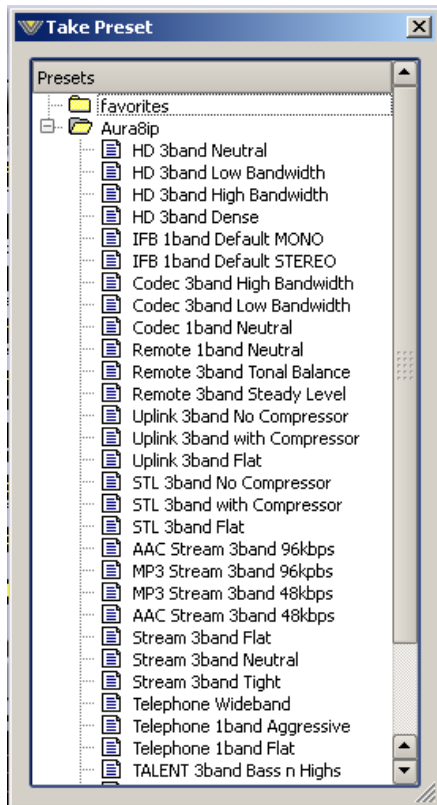 Take Preset
Presets
favorites
Aura8ip
HD 3band Neutral
HD 3band Low Bandwidth
HD 3band High Bandwidth
HD 3band Dense
IFB 1band Default MONO
IFB 1band Default STEREO
Codec 3band High Bandwidth
Codec 3band Low Bandwidth
Codec 1band Neutral
Remote 1band Neutral
Remote 3band Tonal Balance
Remote 3band Steady Level
Uplink 3band No Compressor
Uplink 3band with Compressor
Uplink 3band Flat
STL 3band No Compressor
STL 3band with Compressor
STL 3band Flat
AAC Stream 3band 96kbps
MP3 Stream 3band 96kpbs
MP3 Stream 3band 48kbps
AAC Stream 3band 48kbps
Stream 3band Flat
Stream 3band Neutral
Stream 3band Tight
Telephone Wideband
Telephone 1band Aggressive
Telephone 1band Flat
TALENT 3band Bass n Highs